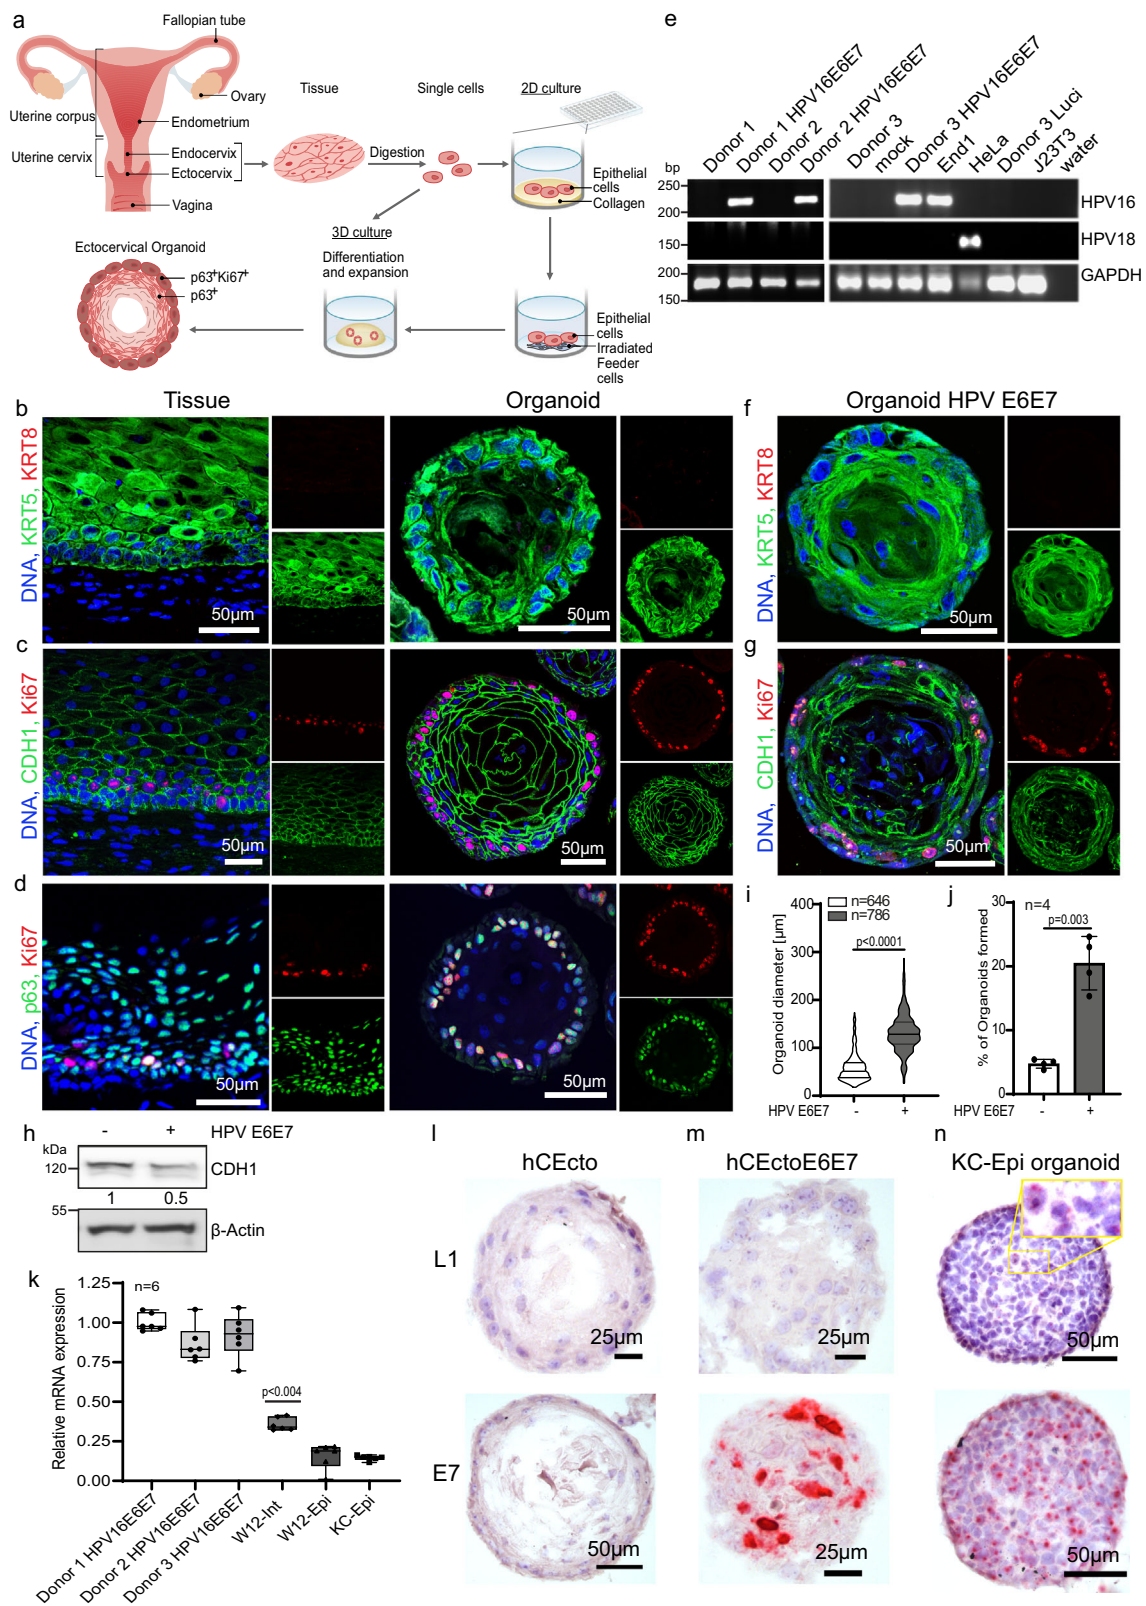 a
Fallopian tube
Ovary
Uterine corpus
Endometrium
Uterine cervix
Endocervix
Ectocervix
Vagina
Tissue
Single cells
2D culture
Digestion
Epithelial
cells
Collagen
3D culture
Differentiation
and expansion
Ectocervical Organoid
p63+Ki67+
p63+
Epithelial
cells
Irradiated
Feeder
cells
e
Donor 1
Donor 1 HPV16E6E7
Donor 2
Donor 2 HPV16E6E7
Donor 3
mock
Donor 3 HPV16E6E7
End1
HeLa
Donor 3 Luci
J23T3
water
bp
250
200
HPV16
150
HPV18
200
150
GAPDH
b
Tissue
Organoid
DNA, KRT5, KRT8
50µm
50µm
f
Organoid HPV E6E7
DNA, KRT5, KRT8
50µm
c
DNA, CDH1, Ki67
50µm
50µm
g
DNA, CDH1, Ki67
50µm
d
DNA, p63, Ki67
50µm
50µm
i
n=646
n=786
p<0.0001
Organoid diameter [µm]
400
300
200
100
0
HPV E6E7
-
+
j
n=4
p=0.003
% of Organoids formed
30
20
10
0
HPV E6E7
-
+
h
-
+
HPV E6E7
kDa
120
CDH1
1
0.5
55
β-Actin
k
n=6
Relative mRNA expression
1.25
1.00
0.75
0.50
0.25
0.00
p<0.004
Donor 1 HPV16E6E7
Donor 2 HPV16E6E7
Donor 3 HPV16E6E7
W12-Int
W12-Epi
KC-Epi
l
hCEcto
m
hCEctoE6E7
n
KC-Epi organoid
L1
25µm
25µm
50µm
E7
50µm
25µm
50µm